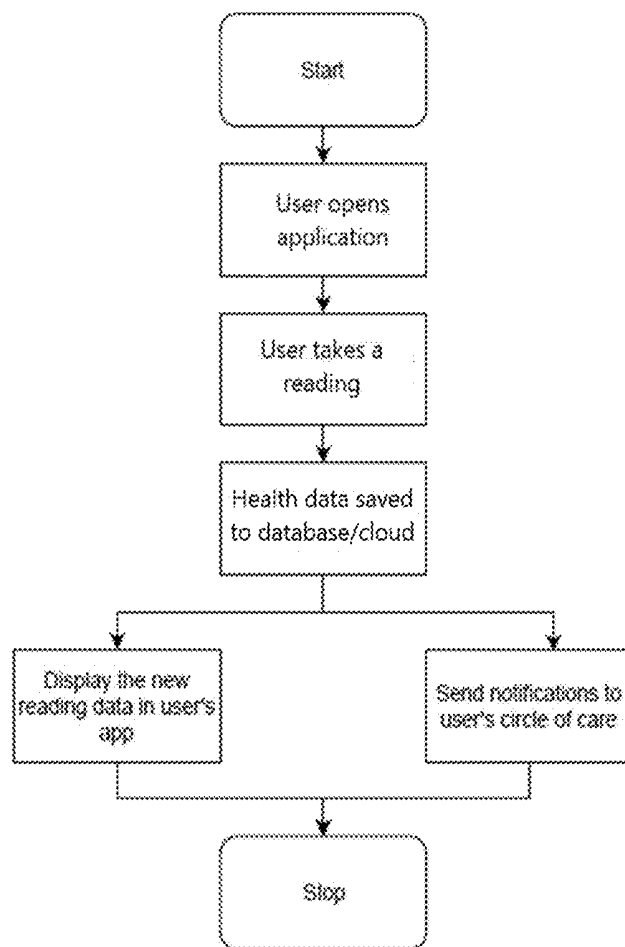 Start
User opens
application
User takes a
reading
Health data saved
to database/cloud
Display the new
reading data in user's
app
Send notifications to
user's circle of care
Stop